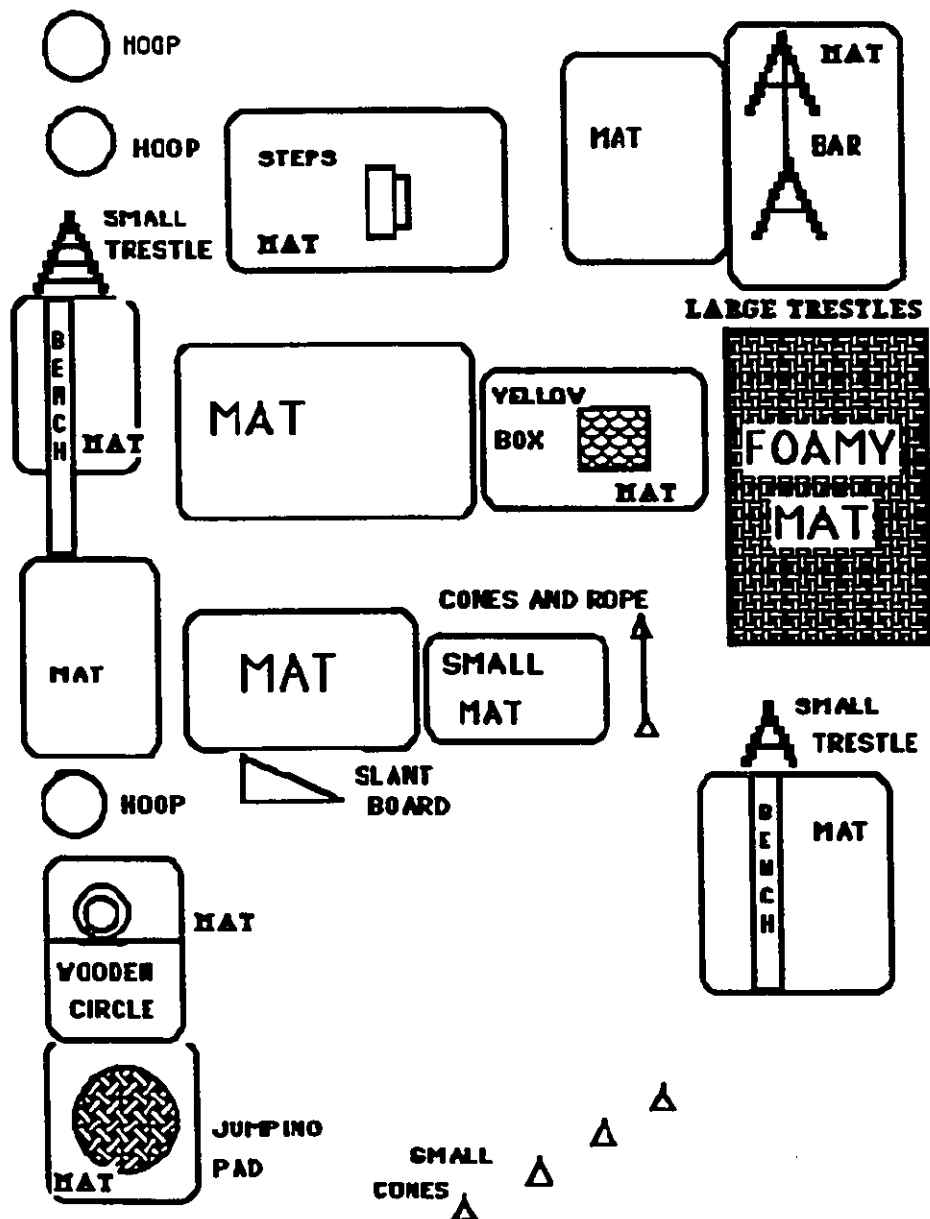 HOOP
HOOP
STEPS
MAT
MAT
MAT
BAR
SMALL
TRESTLE
LARGE TRESTLES
BENCH
MAT
MAT
YELLOW
BOX
MAT
FOAMY
MAT
CONES AND ROPE
MAT
MAT
SMALL
MAT
SMALL
TRESTLE
SLANT
BOARD
HOOP
BENCH
MAT
MAT
WOODEN
CIRCLE
JUMPING
PAD
MAT
SMALL
CONES